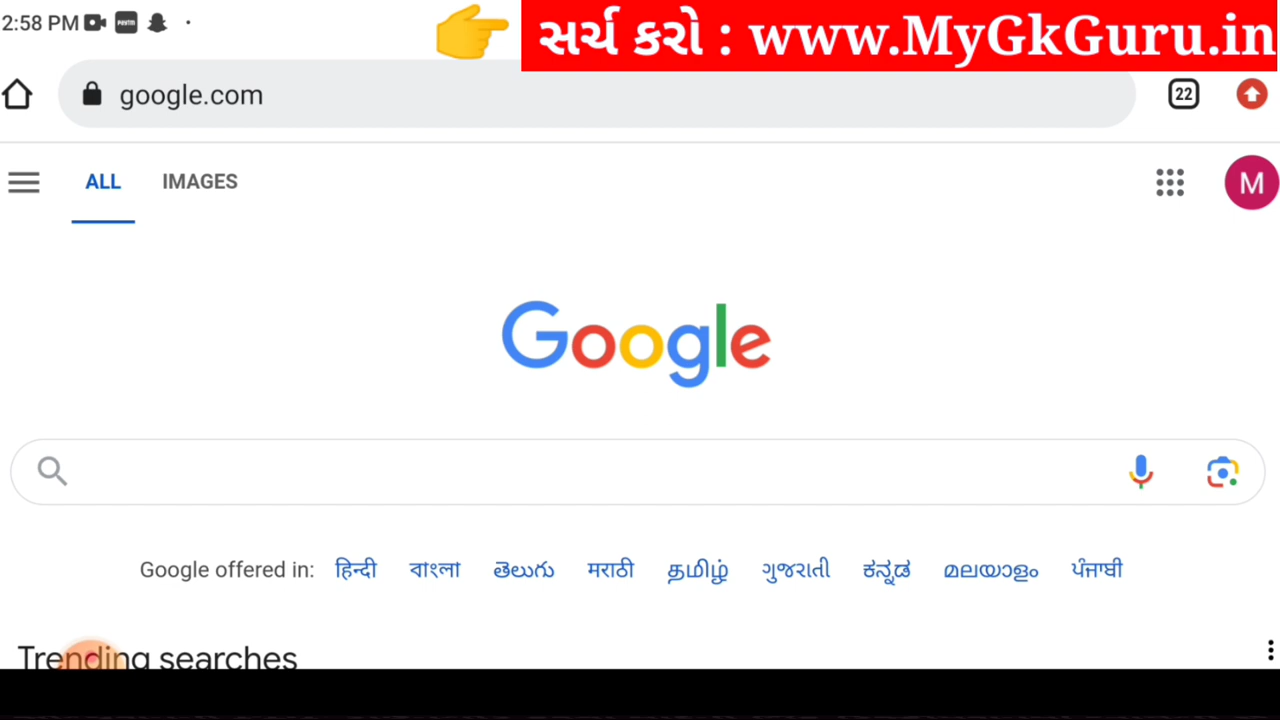 2:58 PM paytm
સર્ચ કરો : www.MyGkGuru.in
google.com 22
ALL IMAGES M
Google
Google offered in: हिन्दी বাংলা తెలుగు मराठी தமிழ் ગુજરાતી ಕನ್ನಡ മലയാളം ਪੰਜਾਬੀ
Trending searches